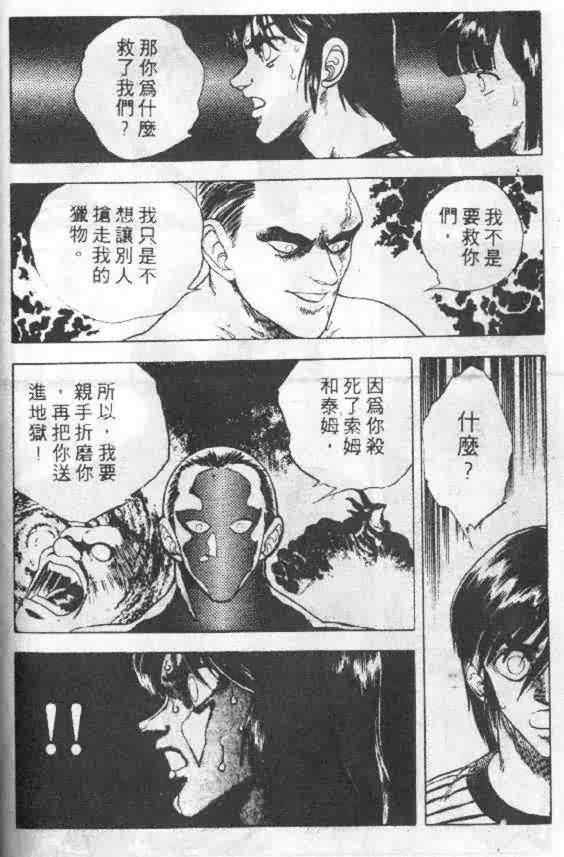 那你為什麼
救了我們？
我不是
要救你
們，
我只是不
想讓別人
搶走我的
獵物。
什麼？
因為你殺
死了索姆
和泰姆，
所以，我要
親手折磨你
，再把你送
進地獄！
!!